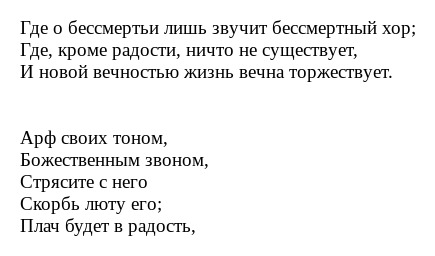 Где о бессмертьи лишь звучит бессмертный хор;
Где, кроме радости, ничто не существует,
И новой вечностью жизнь вечна торжествует.
Арф своих тоном,
Божественным звоном,
Стрясите с него
Скорбь люту его;
Плач будет в радость,